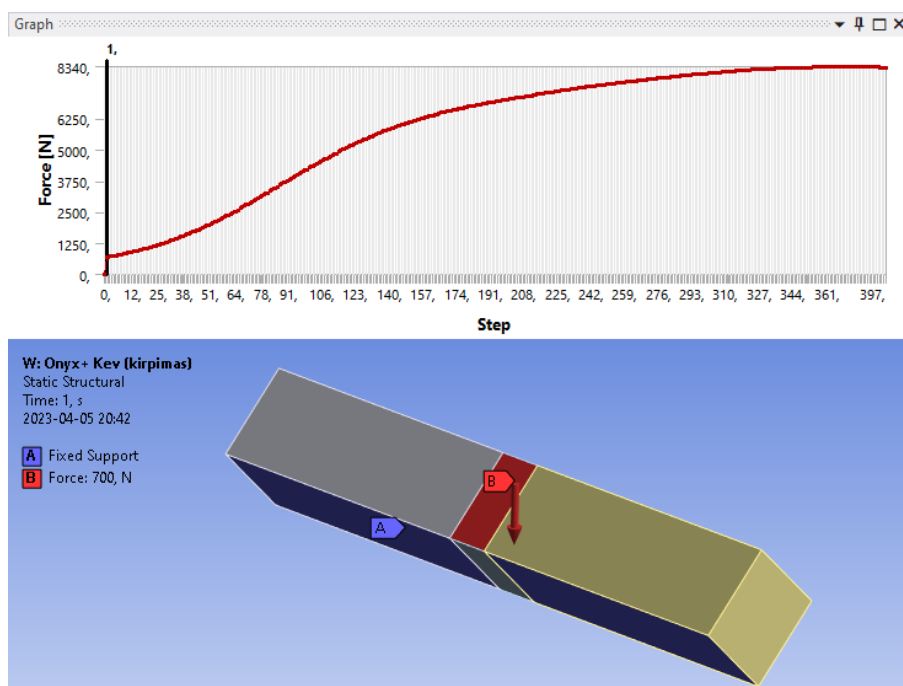 Graph
1,
8340,
6250,
5000,
3750,
2500,
1250,
0,
Force [N]
0, 12, 25, 38, 51, 64, 78, 91, 106, 123, 140, 157, 174, 191, 208, 225, 242, 259, 276, 293, 310, 327, 344, 361, 397,
Step
W: Onyx+ Kev (kirpimas)
Static Structural
Time: 1, s
2023-04-05 20:42
A Fixed Support
B Force: 700, N
B
A